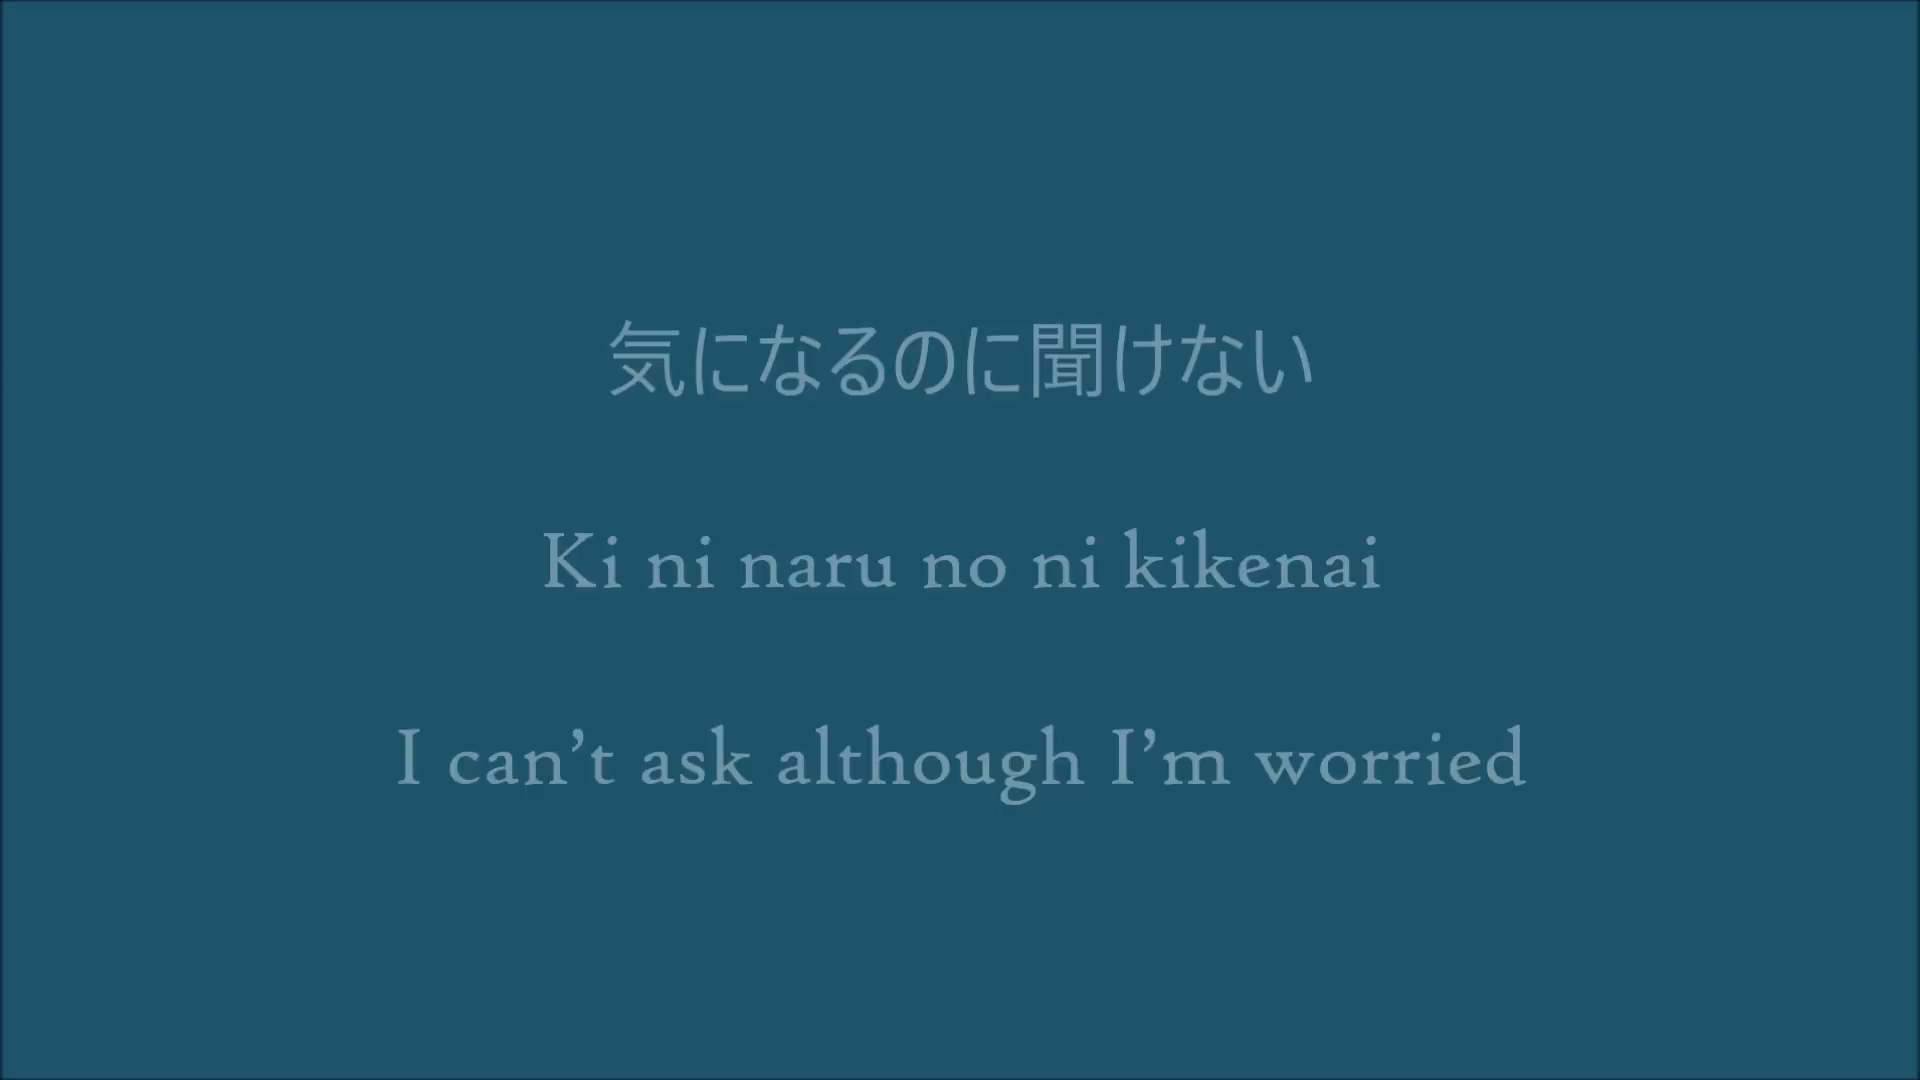 気になるのに聞けない
Ki ni naru no ni kikenai
I can’t ask although I’m worried